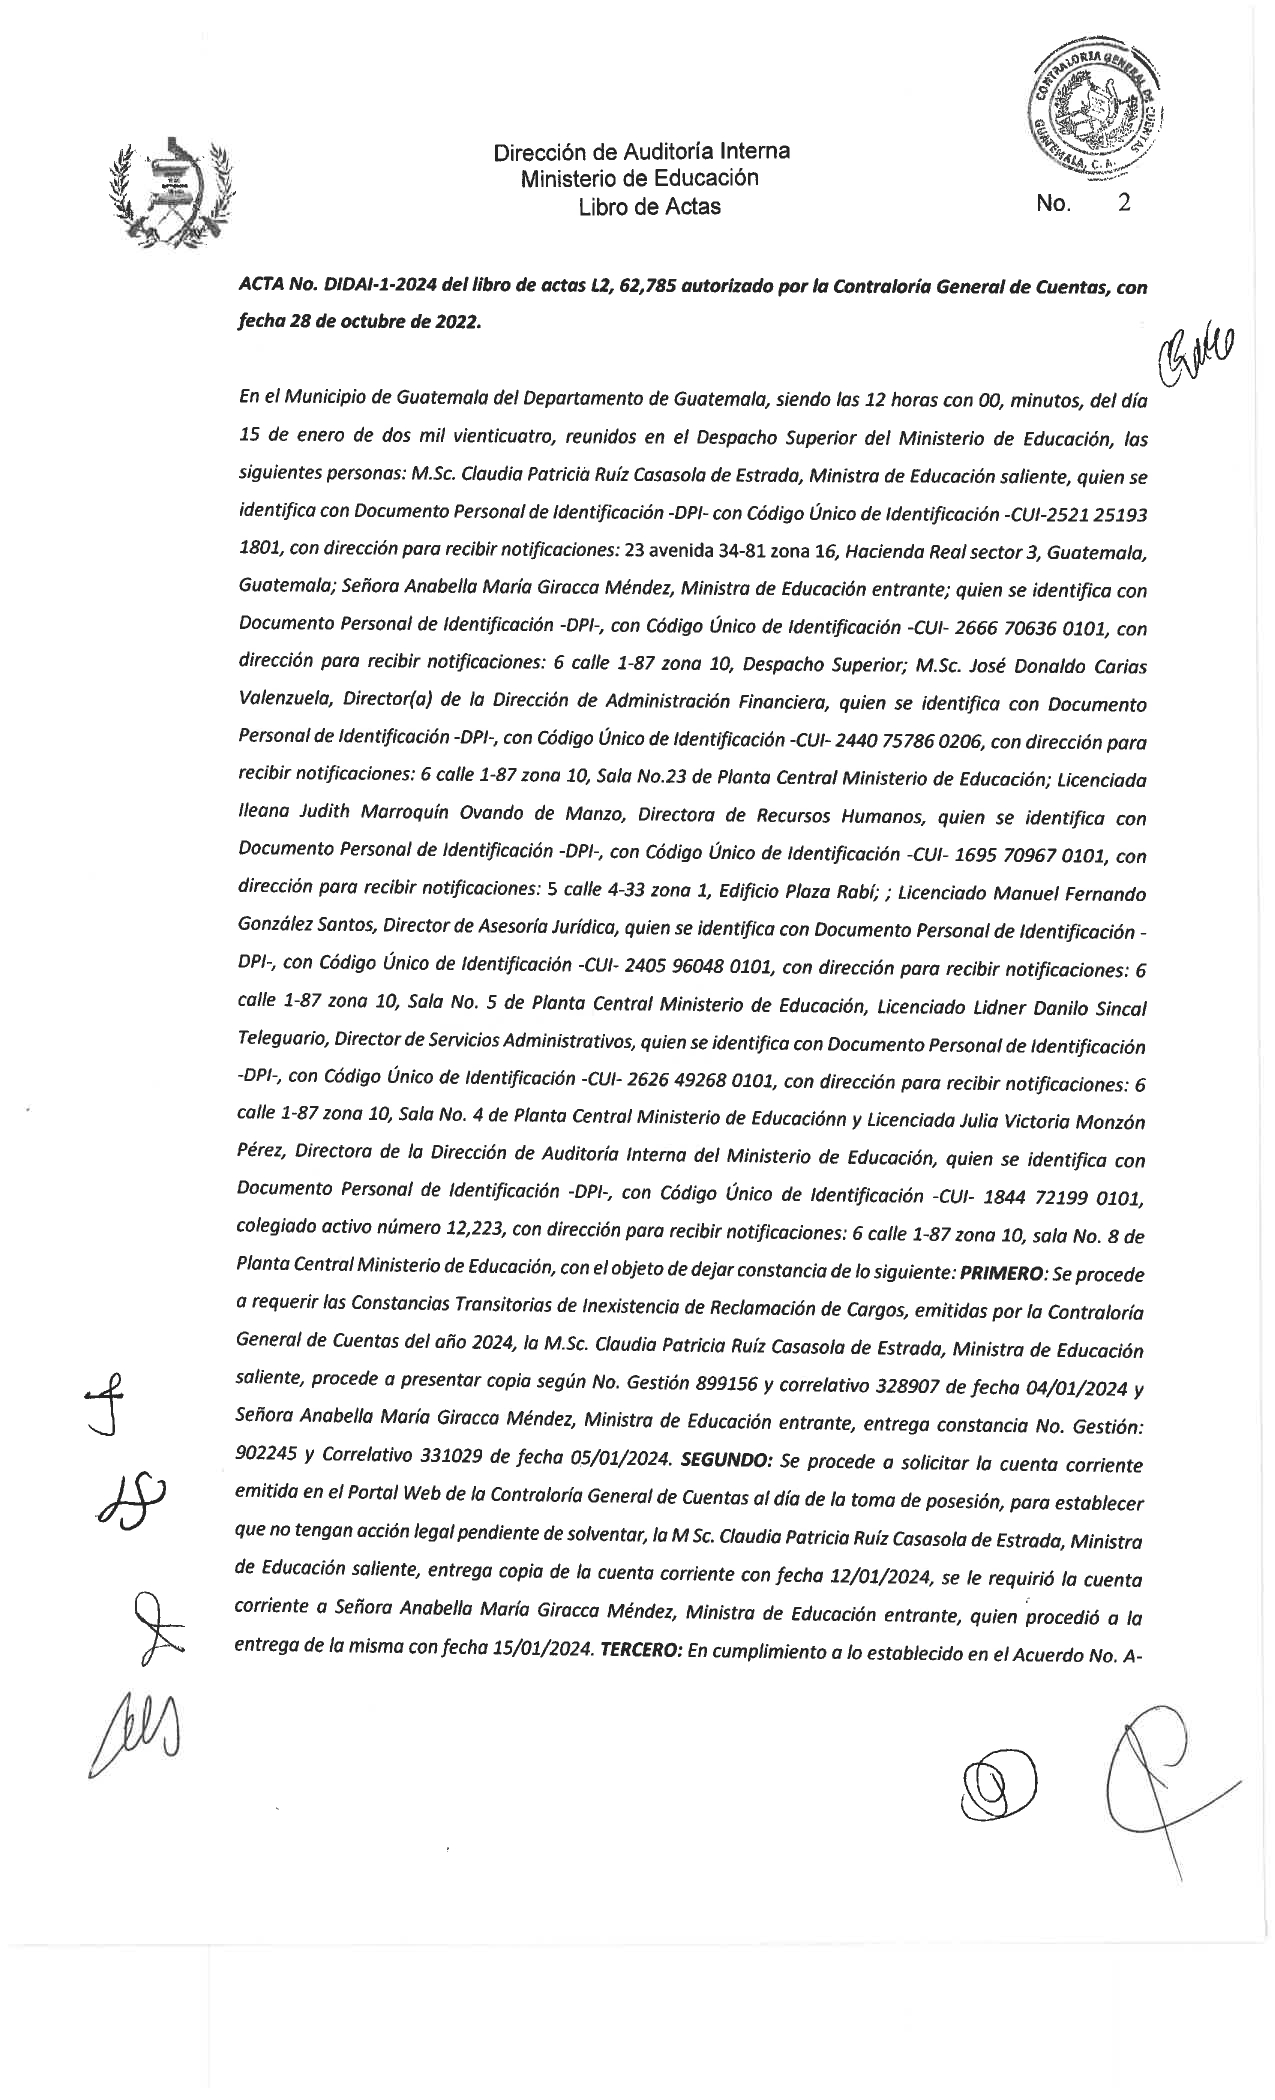 CONTRALORIA GENERAL DE CUENTAS
GUATEMALA, C. A.
Dirección de Auditoría Interna
Ministerio de Educación
Libro de Actas
No. 2
ACTA No. DIDAI-1-2024 del libro de actas L2, 62,785 autorizado por la Contraloría General de Cuentas, con
fecha 28 de octubre de 2022.
En el Municipio de Guatemala del Departamento de Guatemala, siendo las 12 horas con 00, minutos, del día
15 de enero de dos mil vienticuatro, reunidos en el Despacho Superior del Ministerio de Educación, las
siguientes personas: M.Sc. Claudia Patricia Ruíz Casasola de Estrada, Ministra de Educación saliente, quien se
identifica con Documento Personal de Identificación -DPI- con Código Único de Identificación -CUI-2521 25193
1801, con dirección para recibir notificaciones: 23 avenida 34-81 zona 16, Hacienda Real sector 3, Guatemala,
Guatemala; Señora Anabella María Giracca Méndez, Ministra de Educación entrante; quien se identifica con
Documento Personal de Identificación -DPI-, con Código Único de Identificación -CUI- 2666 70636 0101, con
dirección para recibir notificaciones: 6 calle 1-87 zona 10, Despacho Superior; M.Sc. José Donaldo Carias
Valenzuela, Director(a) de la Dirección de Administración Financiera, quien se identifica con Documento
Personal de Identificación -DPI-, con Código Único de Identificación -CUI- 2440 75786 0206, con dirección para
recibir notificaciones: 6 calle 1-87 zona 10, Sala No.23 de Planta Central Ministerio de Educación; Licenciada
Ileana Judith Marroquín Ovando de Manzo, Directora de Recursos Humanos, quien se identifica con
Documento Personal de Identificación -DPI-, con Código Único de Identificación -CUI- 1695 70967 0101, con
dirección para recibir notificaciones: 5 calle 4-33 zona 1, Edificio Plaza Rabí; ; Licenciado Manuel Fernando
González Santos, Director de Asesoría Jurídica, quien se identifica con Documento Personal de Identificación -
DPI-, con Código Único de Identificación -CUI- 2405 96048 0101, con dirección para recibir notificaciones: 6
calle 1-87 zona 10, Sala No. 5 de Planta Central Ministerio de Educación, Licenciado Lidner Danilo Sincal
Teleguario, Director de Servicios Administrativos, quien se identifica con Documento Personal de Identificación
-DPI-, con Código Único de Identificación -CUI- 2626 49268 0101, con dirección para recibir notificaciones: 6
calle 1-87 zona 10, Sala No. 4 de Planta Central Ministerio de Educaciónn y Licenciada Julia Victoria Monzón
Pérez, Directora de la Dirección de Auditoría Interna del Ministerio de Educación, quien se identifica con
Documento Personal de Identificación -DPI-, con Código Único de Identificación -CUI- 1844 72199 0101,
colegiado activo número 12,223, con dirección para recibir notificaciones: 6 calle 1-87 zona 10, sala No. 8 de
Planta Central Ministerio de Educación, con el objeto de dejar constancia de lo siguiente: PRIMERO: Se procede
a requerir las Constancias Transitorias de Inexistencia de Reclamación de Cargos, emitidas por la Contraloría
General de Cuentas del año 2024, la M.Sc. Claudia Patricia Ruíz Casasola de Estrada, Ministra de Educación
saliente, procede a presentar copia según No. Gestión 899156 y correlativo 328907 de fecha 04/01/2024 y
Señora Anabella María Giracca Méndez, Ministra de Educación entrante, entrega constancia No. Gestión:
902245 y Correlativo 331029 de fecha 05/01/2024. SEGUNDO: Se procede a solicitar la cuenta corriente
emitida en el Portal Web de la Contraloría General de Cuentas al día de la toma de posesión, para establecer
que no tengan acción legal pendiente de solventar, la M Sc. Claudia Patricia Ruíz Casasola de Estrada, Ministra
de Educación saliente, entrega copia de la cuenta corriente con fecha 12/01/2024, se le requirió la cuenta
corriente a Señora Anabella María Giracca Méndez, Ministra de Educación entrante, quien procedió a la
entrega de la misma con fecha 15/01/2024. TERCERO: En cumplimiento a lo establecido en el Acuerdo No. A-